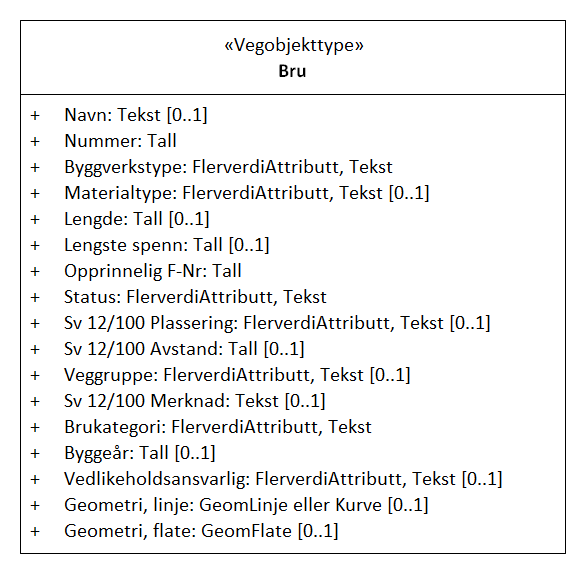 «Vegobjekttype»
Bru
+ Navn: Tekst [0..1]
+ Nummer: Tall
+ Byggverkstype: FlerverdiAttributt, Tekst
+ Materialtype: FlerverdiAttributt, Tekst [0..1]
+ Lengde: Tall [0..1]
+ Lengste spenn: Tall [0..1]
+ Opprinnelig F-Nr: Tall
+ Status: FlerverdiAttributt, Tekst
+ Sv 12/100 Plassering: FlerverdiAttributt, Tekst [0..1]
+ Sv 12/100 Avstand: Tall [0..1]
+ Veggruppe: FlerverdiAttributt, Tekst [0..1]
+ Sv 12/100 Merknad: Tekst [0..1]
+ Brukategori: FlerverdiAttributt, Tekst
+ Byggeår: Tall [0..1]
+ Vedlikeholdsansvarlig: FlerverdiAttributt, Tekst [0..1]
+ Geometri, linje: GeomLinje eller Kurve [0..1]
+ Geometri, flate: GeomFlate [0..1]